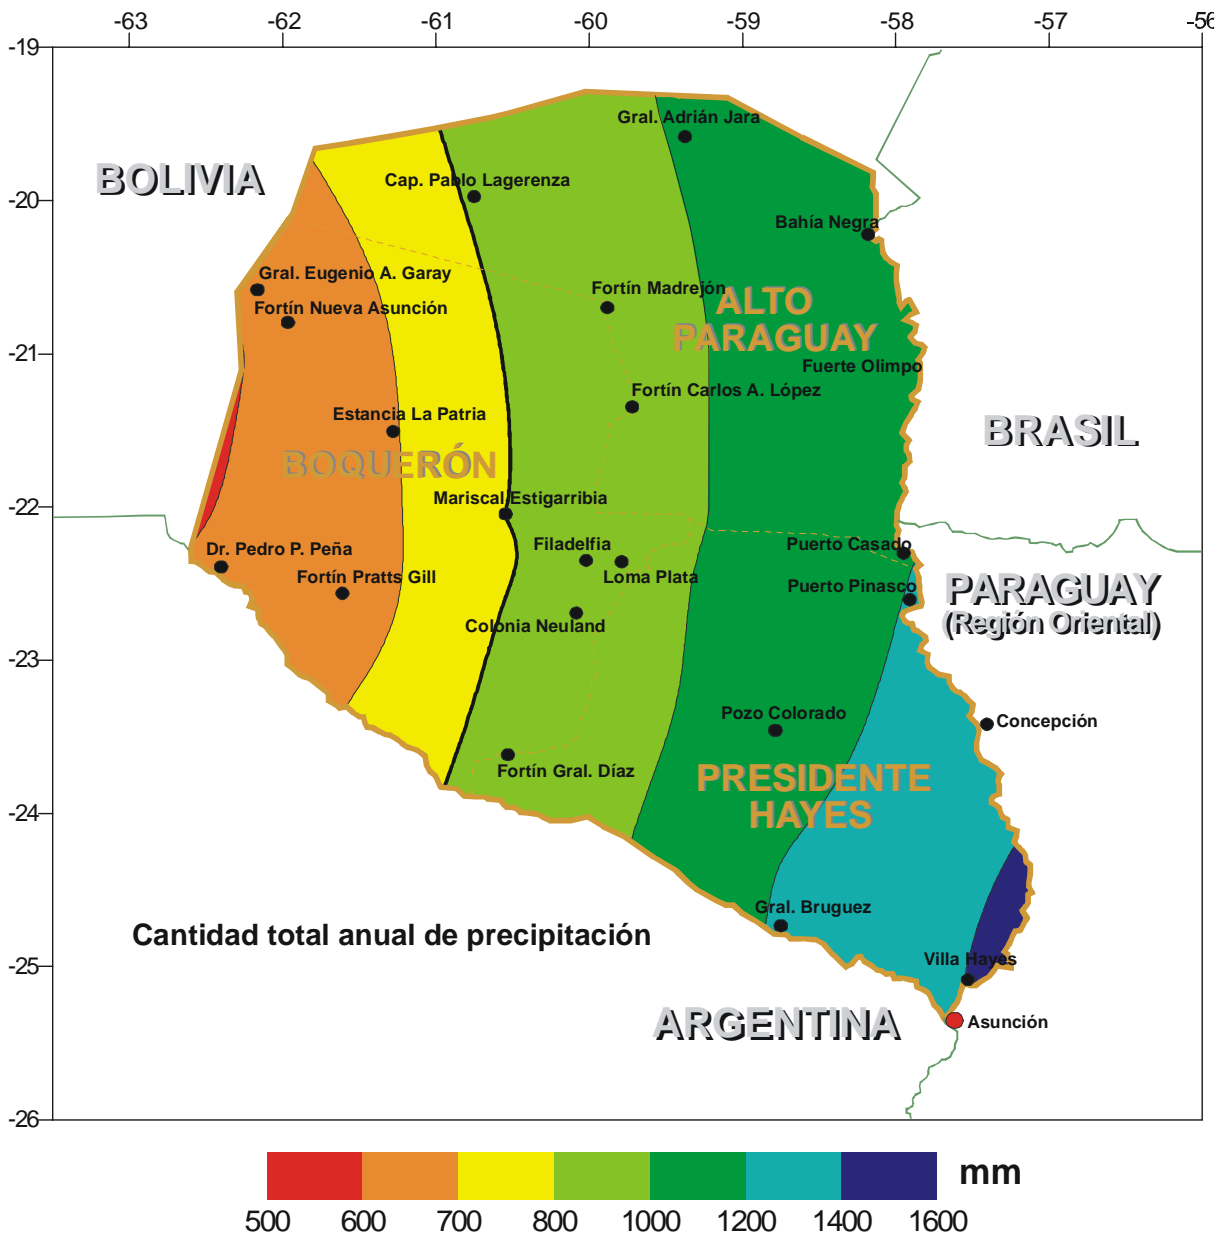 -63 -62 -61 -60 -59 -58 -57 -56
-19
Gral. Adrián Jara
BOLIVIA
Cap. Pablo Lagerenza
-20
Bahía Negra
Gral. Eugenio A. Garay
Fortín Madrejón
Fortín Nueva Asunción
ALTO
PARAGUAY
-21
Fuerte Olimpo
Fortín Carlos A. López
Estancia La Patria
BRASIL
BOQUERÓN
Mariscal Estigarribia
-22
Filadelfia
Puerto Casado
Dr. Pedro P. Peña
Fortín Pratts Gill
Loma Plata
Puerto Pinasco
PARAGUAY
(Región Oriental)
Colonia Neuland
-23
Pozo Colorado
Concepción
Fortín Gral. Díaz
PRESIDENTE
HAYES
-24
Gral. Bruguez
Cantidad total anual de precipitación
Villa Hayes
-25
ARGENTINA
Asunción
-26
mm
500 600 700 800 1000 1200 1400 1600